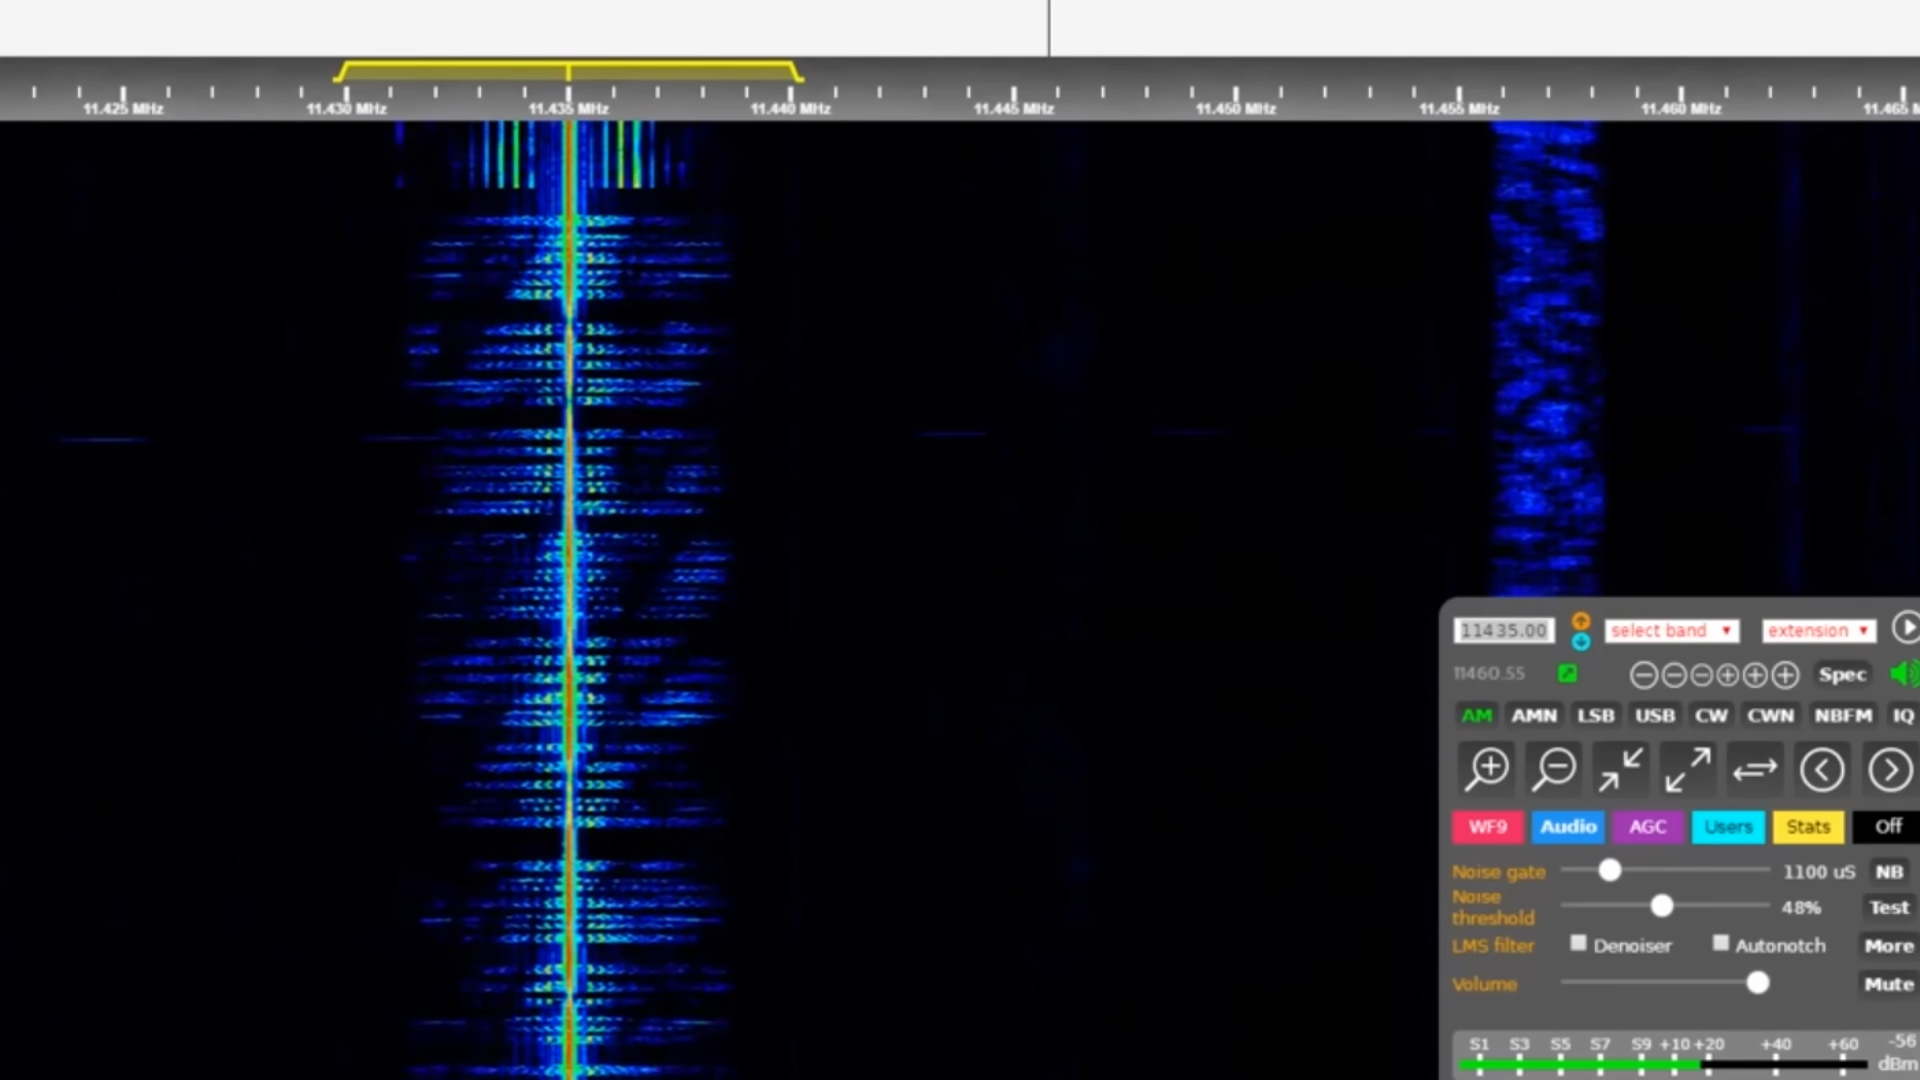 11.425 MHz 11.430 MHz 11.435 MHz 11.440 MHz 11.445 MHz 11.450 MHz 11.455 MHz 11.460 MHz 11.465 M
11435.00 select band extension
11460.55 Spec
AM AMN LSB USB CW CWN NBFM IQ
WF9 Audio AGC Users Stats Off
Noise gate 1100 uS NB
Noise threshold 48% Test
LMS filter Denoiser Autonotch More
Volume Mute
S1 S3 S5 S7 S9 +10 +20 +40 +60 -56 dBm